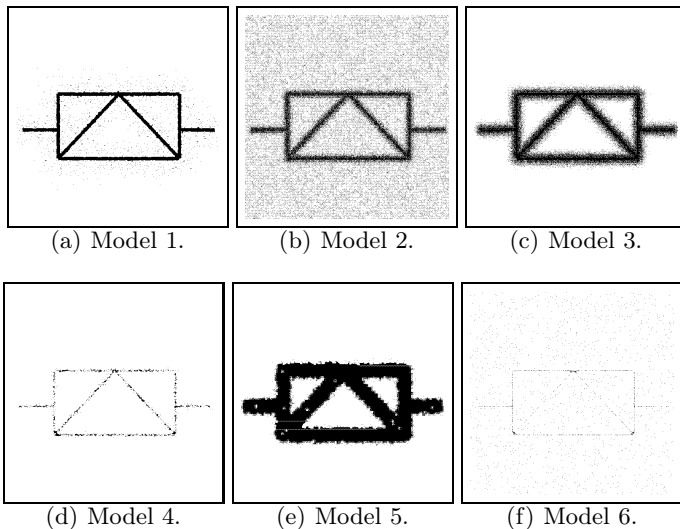 (a) Model 1.
(b) Model 2.
(c) Model 3.
(d) Model 4.
(e) Model 5.
(f) Model 6.